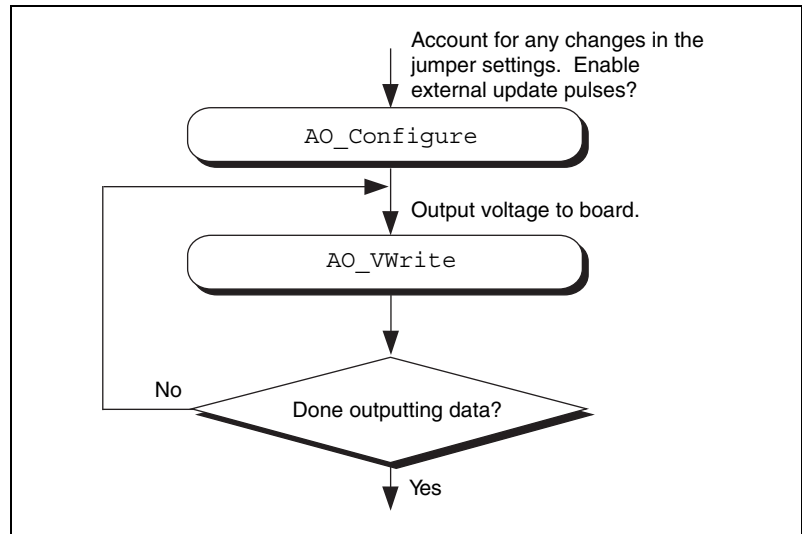 Account for any changes in the
jumper settings. Enable
external update pulses?
AO_Configure
Output voltage to board.
AO_VWrite
No
Done outputting data?
Yes